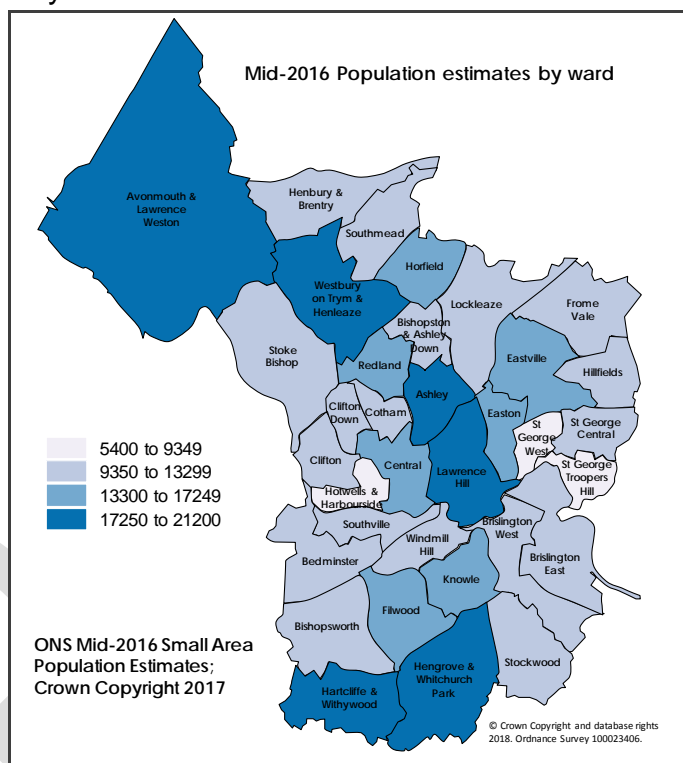 Mid-2016 Population estimates by ward
Avonmouth &
Lawrence
Weston
Henbury &
Brentry
Southmead
Horfield
Westbury
on Trym &
Henleaze
Lockleaze
Frome
Vale
Bishopston
& Ashley
Down
Stoke
Bishop
Redland
Eastville
Hillfields
Ashley
Clifton
Down
Cotham
Easton
St
George
West
St George
Central
Clifton
Central
Lawrence
Hill
St George
Troopers
Hill
Hotwells &
Harbourside
Southville
Windmill
Hill
Brislington
West
Brislington
East
Bedminster
Knowle
Filwood
Bishopsworth
Hengrove &
Whitchurch
Park
Stockwood
Hartcliffe &
Withywood
5400 to 9349
9350 to 13299
13300 to 17249
17250 to 21200
ONS Mid-2016 Small Area
Population Estimates;
Crown Copyright 2017
© Crown Copyright and database rights
2018. Ordnance Survey 100023406.